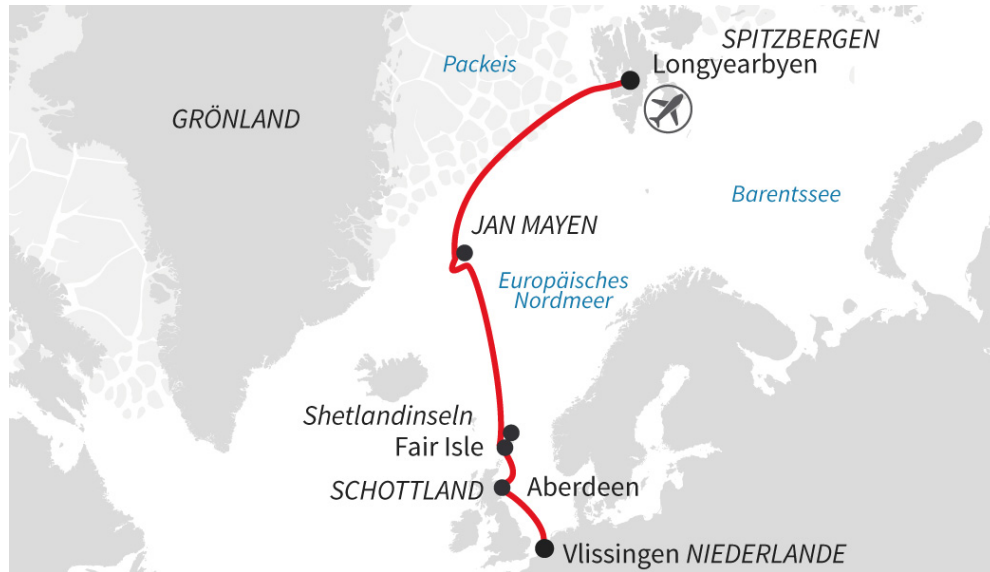 SPITZBERGEN
Longyearbyen
Packeis
GRÖNLAND
Barentssee
JAN MAYEN
Europäisches
Nordmeer
Shetlandinseln
Fair Isle
SCHOTTLAND
Aberdeen
Vlissingen NIEDERLANDE